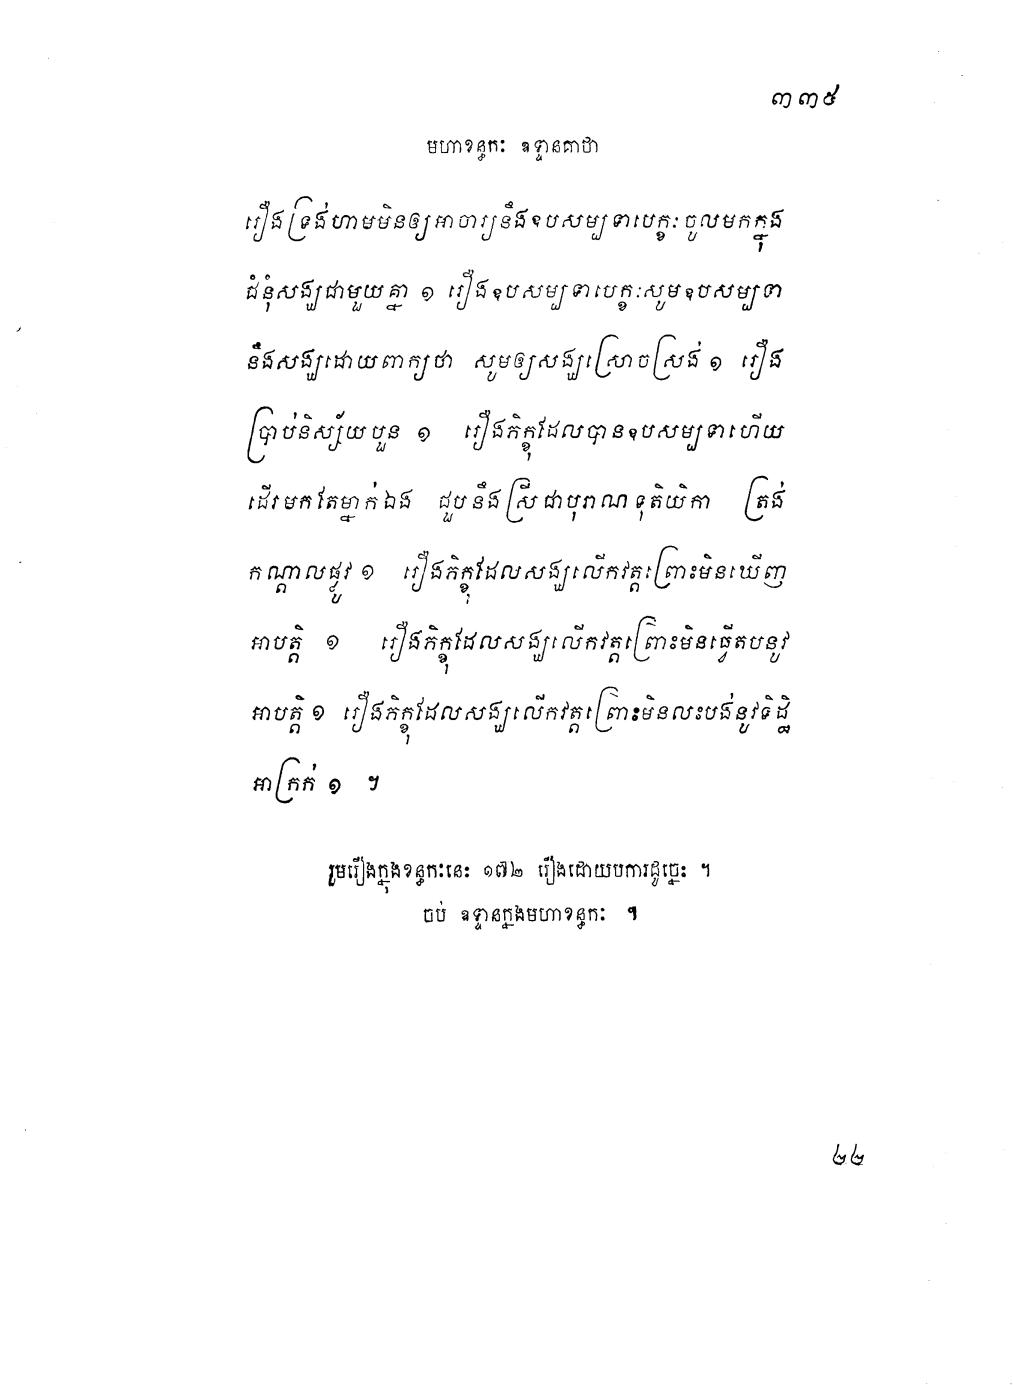 ៣៣៥
មហាខន្ធកៈ ឧទ្ទានគាថា
រឿងទ្រង់ហាមមិនឲ្យអាចារ្យនឹងឧបសម្បទាបេក្ខៈចូលមកក្នុង
ជំនុំសង្ឃជាមួយគ្នា ១ រឿងឧបសម្បទាបេក្ខៈសូមឧបសម្បទា
នឹងសង្ឃដោយពាក្យថា សូមឲ្យសង្ឃស្រោចស្រង់ ១ រឿង
ប្រាប់និស្ស័យបួន ១ រឿងភិក្ខុដែលបានឧបសម្បទាហើយ
ដើរមកតែម្នាក់ឯង ជួបនឹងស្រីជាបុរាណទុតិយិកា ត្រង់
កណ្តាលផ្លូវ ១ រឿងភិក្ខុដែលសង្ឃលើកវត្តព្រោះមិនឃើញ
អាបត្តិ ១ រឿងភិក្ខុដែលសង្ឃលើកវត្តព្រោះមិនធ្វើតបនូវ
អាបត្តិ ១ រឿងភិក្ខុដែលសង្ឃលើកវត្តព្រោះមិនលះបង់នូវទិដ្ឋិ
អាក្រក់ ១ ។
រួមរឿងក្នុងខន្ធកៈនេះ ១៧២ រឿងដោយបការដូច្នេះ ។
ចប់ ឧទ្ទានក្នុងមហាខន្ធកៈ ។
២២